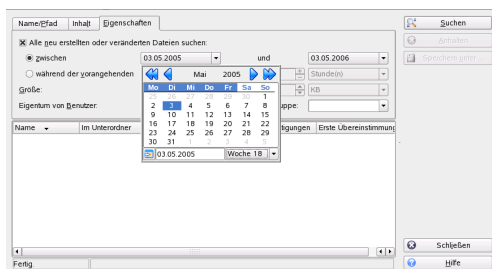 Name/Pfad Inhalt Eigenschaften
Suchen
Anhalten
Speichern unter...
Alle neu erstellten oder veränderten Dateien suchen:
zwischen 03.05.2005 und 03.05.2006
während der vorangehenden Stunde(n)
Größe: KB
Eigentum von Benutzer: uppe:
Mai 2005
Mo Di Mi Do Fr Sa So
25 26 27 28 29 30 1
2 3 4 5 6 7 8
9 10 11 12 13 14 15
16 17 18 19 20 21 22
23 24 25 26 27 28 29
30 31 1 2 3 4 5
03.05.2005 Woche 18
Name Im Unterordner tigungen Erste Übereinstimmung
Schließen
Hilfe
Fertig.